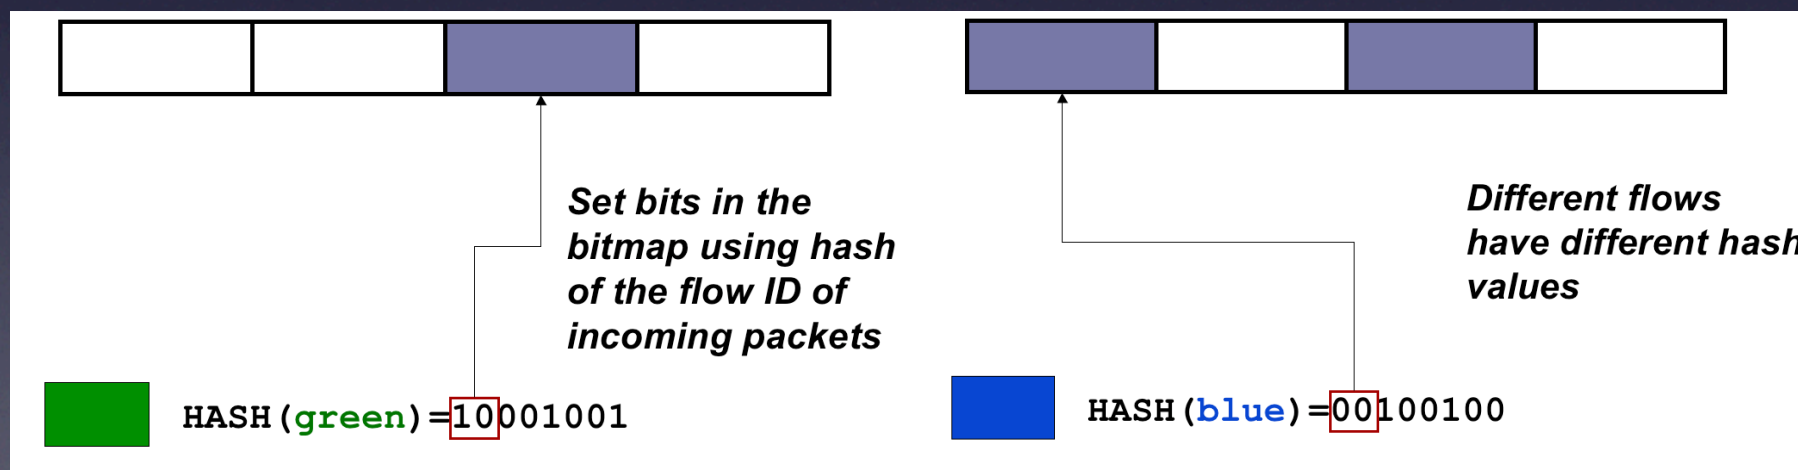 Set bits in the
bitmap using hash
of the flow ID of
incoming packets
HASH(green)=10001001
Different flows
have different hash
values
HASH(blue)=00100100